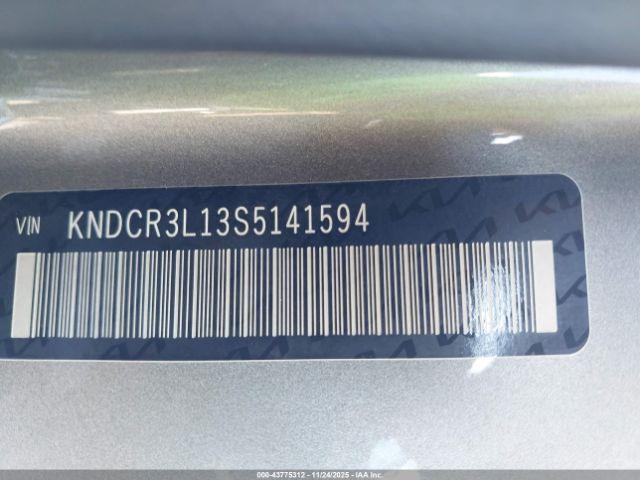 VIN KNDCR3L13S5141594
000-43775312 - 11/24/2025 - IAA Inc.